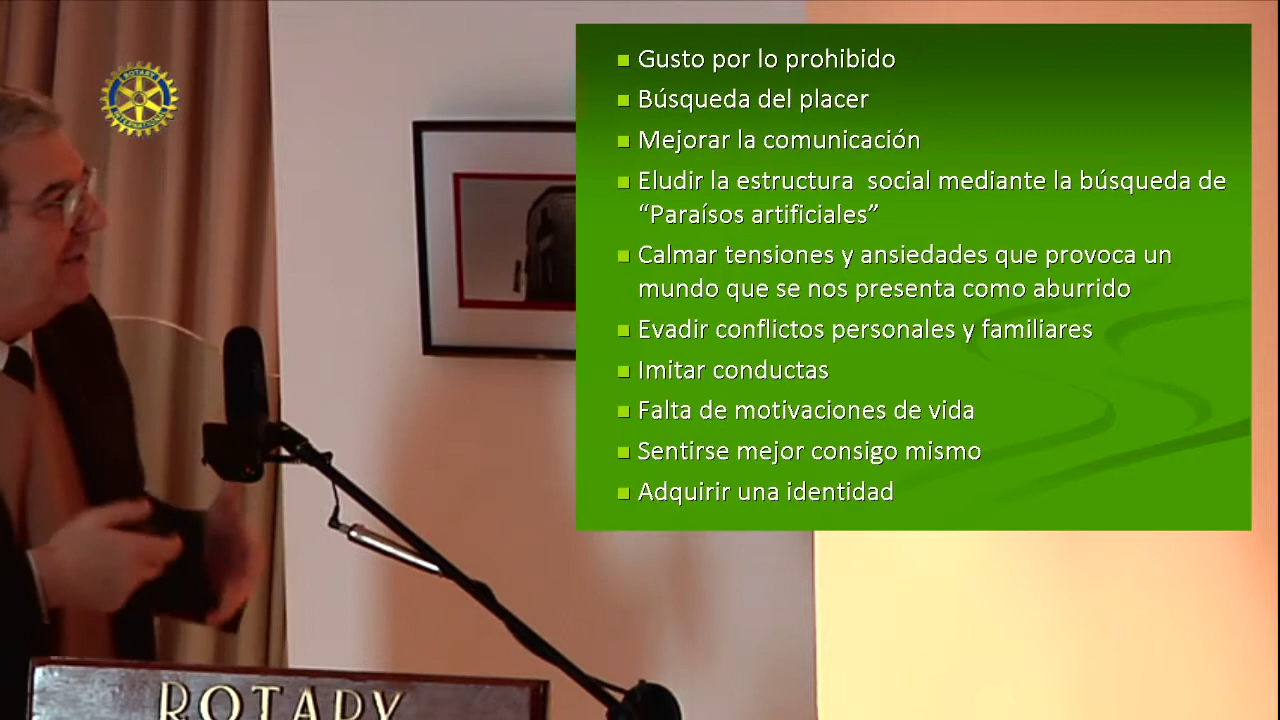 ROTARY
INTERNATIONAL
Gusto por lo prohibido
Búsqueda del placer
Mejorar la comunicación
Eludir la estructura social mediante la búsqueda de
“Paraísos artificiales”
Calmar tensiones y ansiedades que provoca un
mundo que se nos presenta como aburrido
Evadir conflictos personales y familiares
Imitar conductas
Falta de motivaciones de vida
Sentirse mejor consigo mismo
Adquirir una identidad
ROTARY